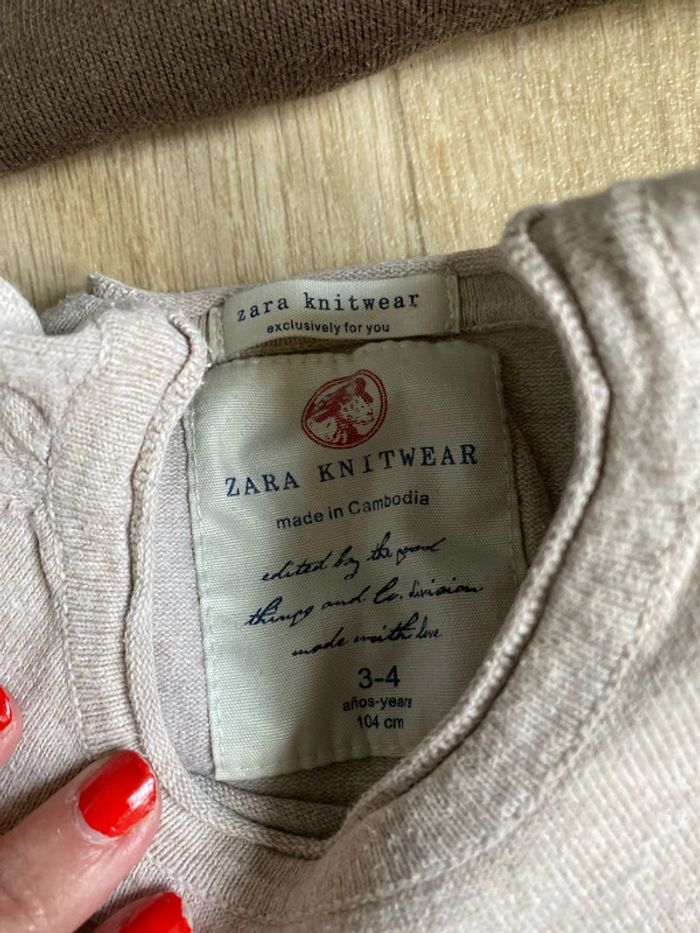 zara knitwear
exclusively for you
ZARA KNITWEAR
made in Cambodia
edited by the good
things and. Co. division
made with love
3-4
años-years
104 cm